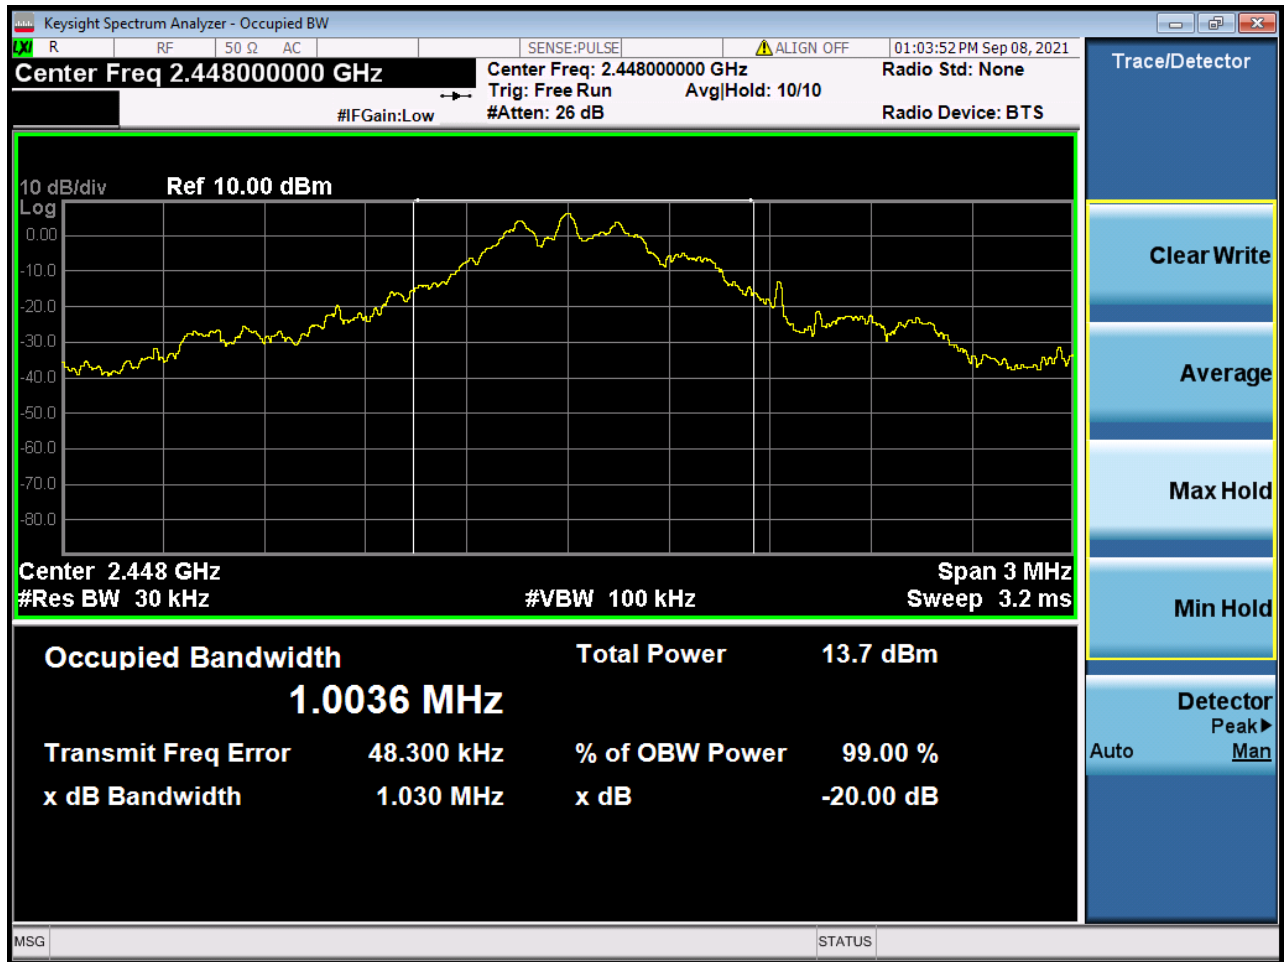 Keysight Spectrum Analyzer - Occupied BW
LXI R RF 50 Ω AC SENSE:PULSE ALIGN OFF 01:03:52 PM Sep 08, 2021
Center Freq 2.448000000 GHz
Center Freq: 2.448000000 GHz Radio Std: None
Trig: Free Run Avg|Hold: 10/10
#IFGain:Low #Atten: 26 dB Radio Device: BTS
Trace/Detector
10 dB/div Ref 10.00 dBm
Log
0.00
-10.0
-20.0
-30.0
-40.0
-50.0
-60.0
-70.0
-80.0
Center 2.448 GHz Span 3 MHz
#Res BW 30 kHz #VBW 100 kHz Sweep 3.2 ms
Occupied Bandwidth Total Power 13.7 dBm
1.0036 MHz
Transmit Freq Error 48.300 kHz % of OBW Power 99.00 %
x dB Bandwidth 1.030 MHz x dB -20.00 dB
Clear Write
Average
Max Hold
Min Hold
Detector
Peak▶
Auto Man
MSG STATUS